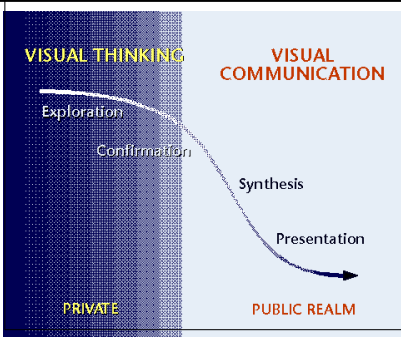 VISUAL THINKING
VISUAL
COMMUNICATION
Exploration
Confirmation
Synthesis
Presentation
PRIVATE
PUBLIC REALM